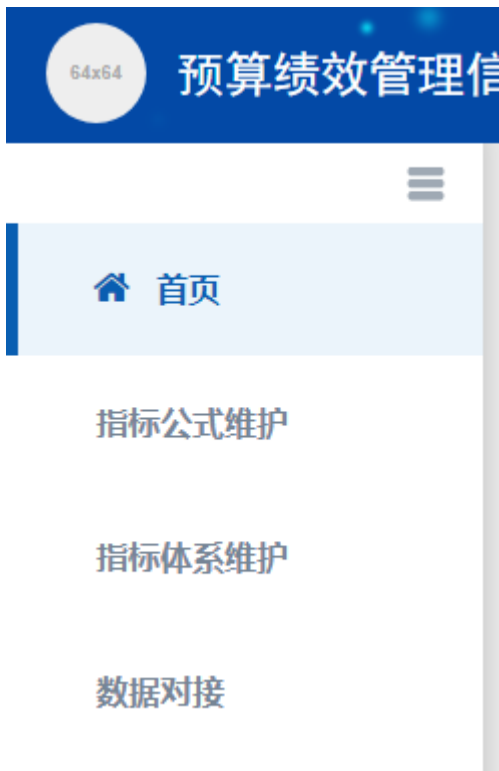 64x64
预算绩效管理信
首页
指标公式维护
指标体系维护
数据对接